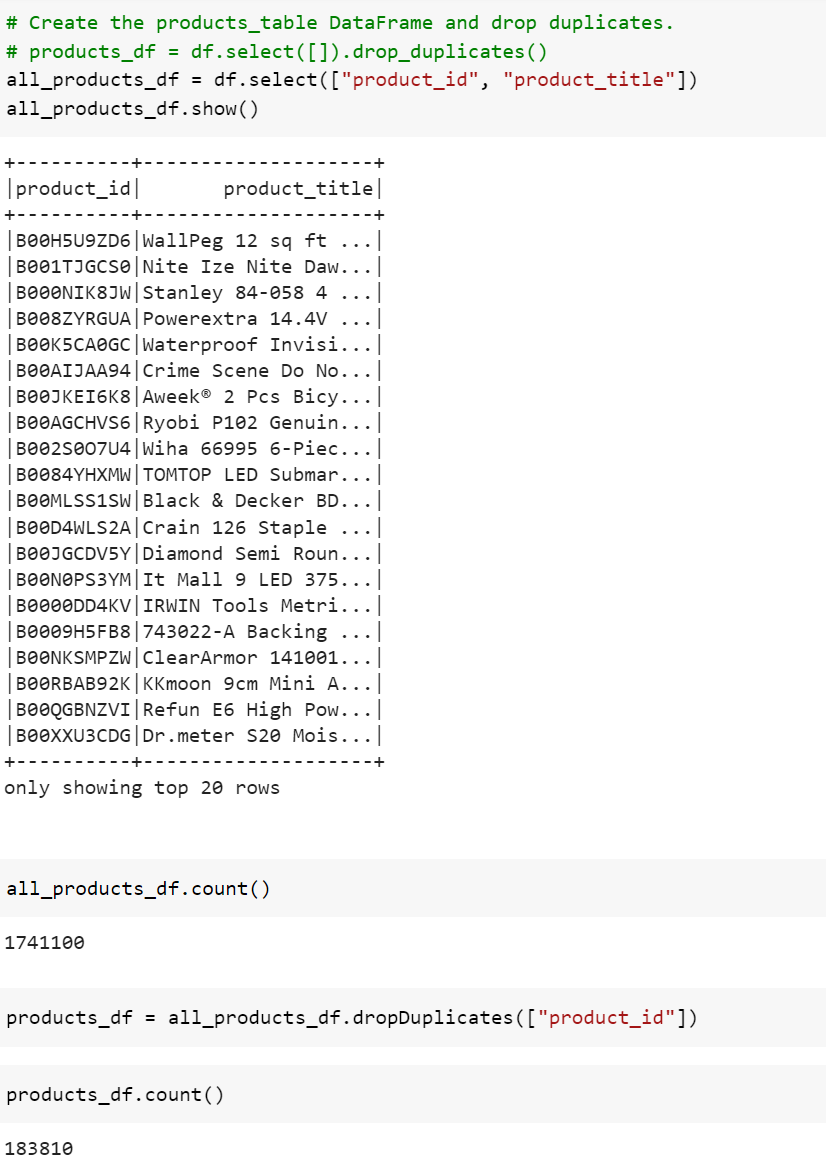 # Create the products_table DataFrame and drop duplicates.
# products_df = df.select([]).drop_duplicates()
all_products_df = df.select(["product_id", "product_title"])
all_products_df.show()
+----------+--------------------+
|product_id|       product_title|
+----------+--------------------+
|B00H5U9ZD6|WallPeg 12 sq ft ...|
|B001TJGCS0|Nite Ize Nite Daw...|
|B000NIK8JW|Stanley 84-058 4 ...|
|B008ZYRGUA|Powerextra 14.4V ...|
|B00K5CA0GC|Waterproof Invisi...|
|B00AIJAA94|Crime Scene Do No...|
|B00JKEI6K8|Aweek® 2 Pcs Bicy...|
|B00AGCHVS6|Ryobi P102 Genuin...|
|B002S0O7U4|Wiha 66995 6-Piec...|
|B0084YHXMW|TOMTOP LED Submar...|
|B00MLSS1SW|Black & Decker BD...|
|B00D4WLS2A|Crain 126 Staple ...|
|B00JGCDV5Y|Diamond Semi Roun...|
|B00N0PS3YM|It Mall 9 LED 375...|
|B0000DD4KV|IRWIN Tools Metri...|
|B0009H5FB8|743022-A Backing ...|
|B00NKSMPZW|ClearArmor 141001...|
|B00RBAB92K|KKmoon 9cm Mini A...|
|B00QGBNZVI|Refun E6 High Pow...|
|B00XXU3CDG|Dr.meter S20 Mois...|
+----------+--------------------+
only showing top 20 rows
all_products_df.count()
1741100
products_df = all_products_df.dropDuplicates(["product_id"])
products_df.count()
183810